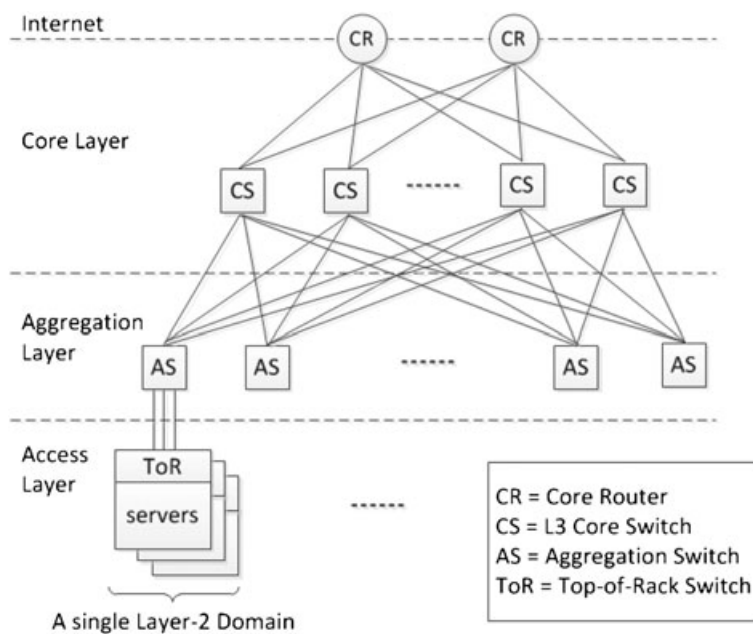 Internet
CR CR
Core Layer
CS CS ------ CS CS
Aggregation
Layer
AS AS ------ AS AS
Access
Layer
ToR
servers
------
A single Layer-2 Domain
CR = Core Router
CS = L3 Core Switch
AS = Aggregation Switch
ToR = Top-of-Rack Switch